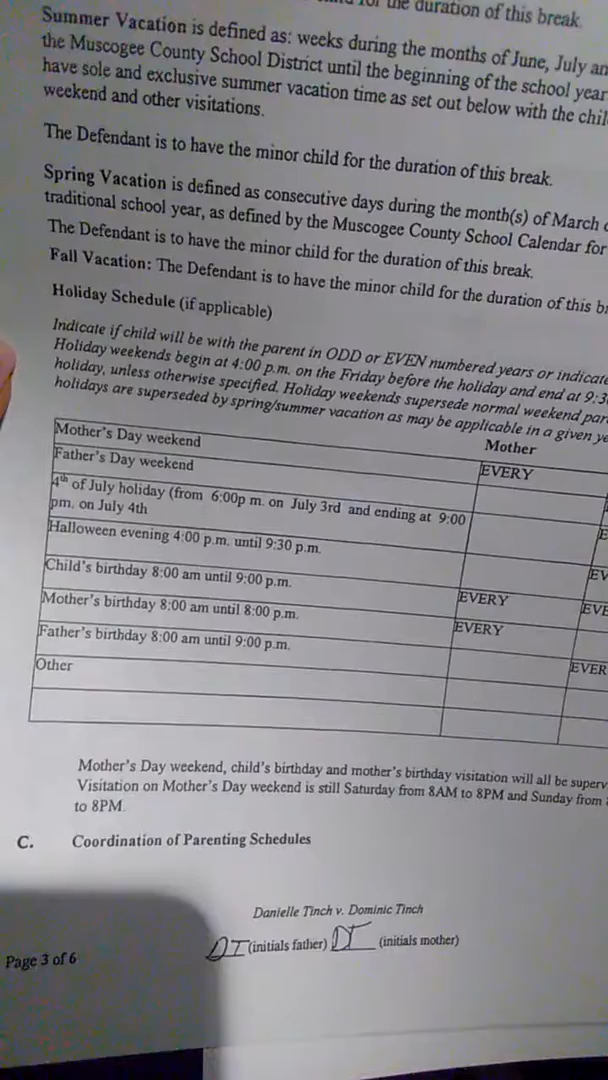 the duration of this break.
Summer Vacation is defined as: weeks during the months of June, July
the Muscogee County School District until the beginning of the school year
have sole and exclusive summer vacation time as set out below with the
weekend and other visitations.
The Defendant is to have the minor child for the duration of this break.
Spring Vacation is defined as consecutive days during the month(s) of March
traditional school year, as defined by the Muscogee County School Calendar for
The Defendant is to have the minor child for the duration of this break.
Fall Vacation: The Defendant is to have the minor child for the duration of this
Holiday Schedule (if applicable)
Indicate if child will be with the parent in ODD or EVEN numbered years or
Holiday weekends begin at 4:00 p.m. on the Friday before the holiday and end at
holiday, unless otherwise specified. Holiday weekends supersede normal weekend
holidays are superseded by spring/summer vacation as may be applicable in a given
Mother
Mother's Day weekend EVERY
Father's Day weekend
4th of July holiday (from 6:00p m. on July 3rd and ending at 9:00
pm. on July 4th
Halloween evening 4:00 p.m. until 9:30 p.m. EV
Child's birthday 8:00 am until 9:00 p.m. EVERY EVE
Mother's birthday 8:00 am until 8:00 p.m. EVERY
Father's birthday 8:00 am until 9:00 p.m. EVER
Other
Mother's Day weekend, child's birthday and mother's birthday visitation will all be superv
Visitation on Mother's Day weekend is still Saturday from 8AM to 8PM and Sunday from
to 8PM.
C. Coordination of Parenting Schedules
Danielle Tinch v. Dominic Tinch
DT (initials father) DT (initials mother)
Page 3 of 6